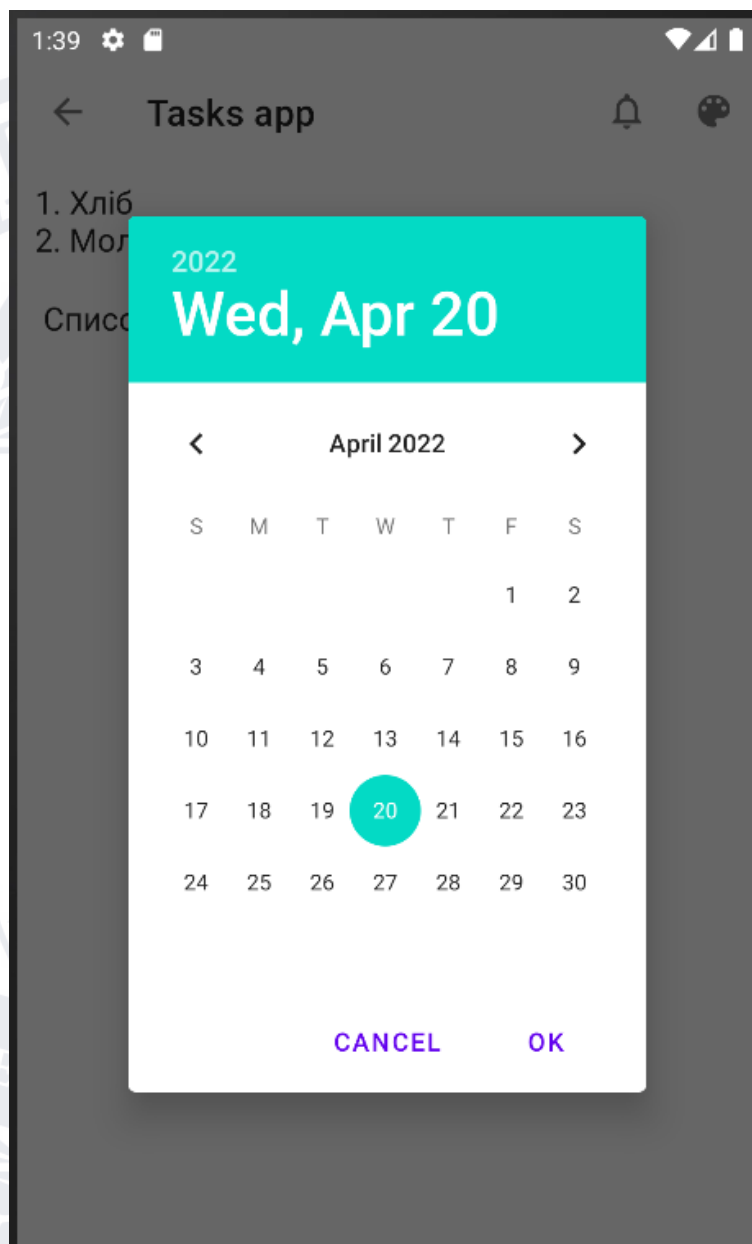 1:39
Tasks app
1. Хліб
2. Мол
Списо
2022
Wed, Apr 20
April 2022
S M T W T F S
1 2
3 4 5 6 7 8 9
10 11 12 13 14 15 16
17 18 19 20 21 22 23
24 25 26 27 28 29 30
CANCEL OK